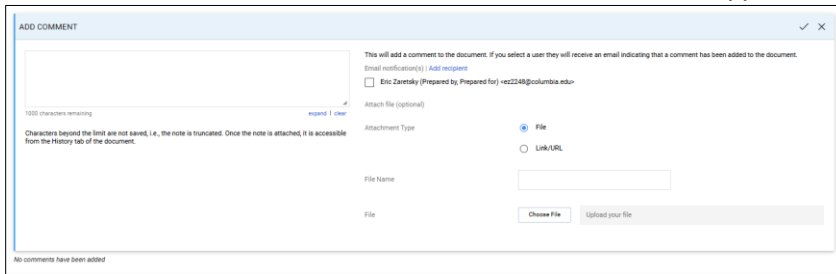 ADD COMMENT
This will add a comment to the document. If you select a user they will receive an email indicating that a comment has been added to the document.
Email notification(s) | Add recipient
Eric Zaretsky (Prepared by, Prepared for) <ez2248@columbia.edu>
1000 characters remaining
expand | clear
Characters beyond the limit are not saved, i.e., the note is truncated. Once the note is attached, it is accessible
from the History tab of the document.
Attach file (optional)
Attachment Type
File
Link/URL
File Name
File
Choose File
Upload your file
No comments have been added